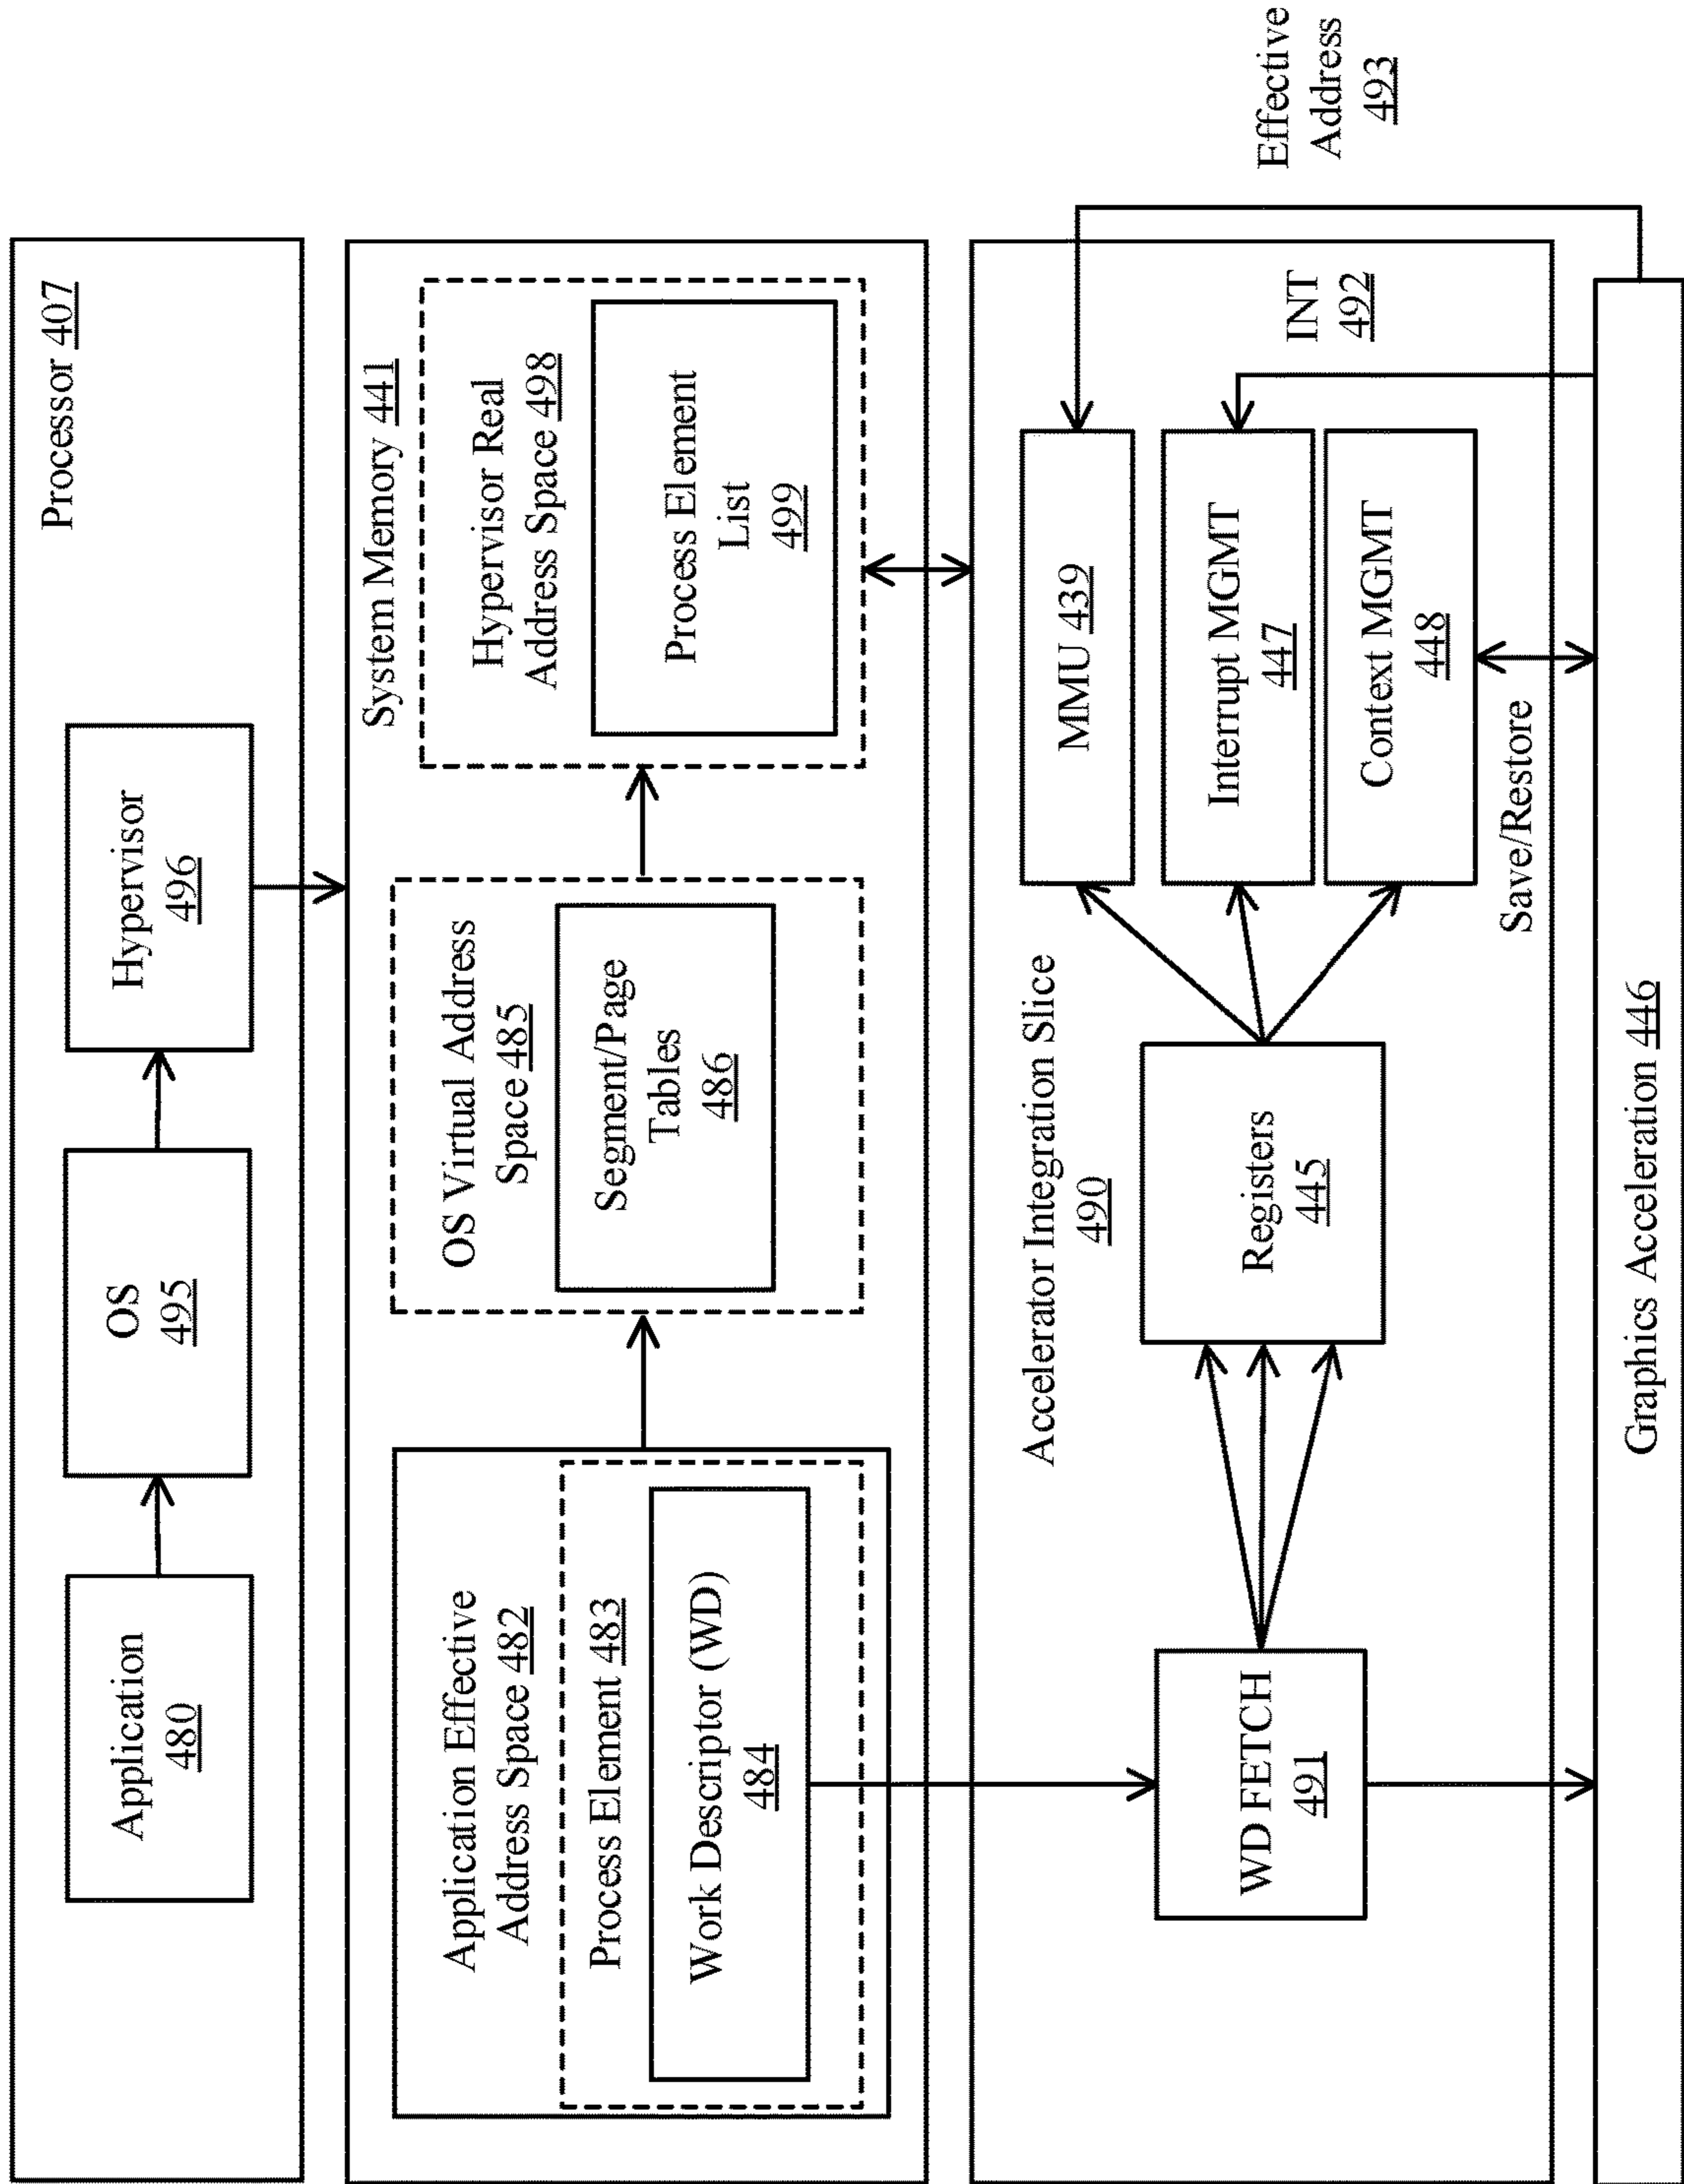 Processor 407
Application
480
OS
495
Hypervisor
496
System Memory 441
Application Effective
Address Space 482
Process Element 483
Work Descriptor (WD)
484
OS Virtual Address
Space 485
Segment/Page
Tables
486
Hypervisor Real
Address Space 498
Process Element
List
499
Accelerator Integration Slice
490
WD FETCH
491
Registers
445
MMU 439
Interrupt MGMT
447
Context MGMT
448
Save/Restore
INT
492
Effective
Address
493
Graphics Acceleration 446